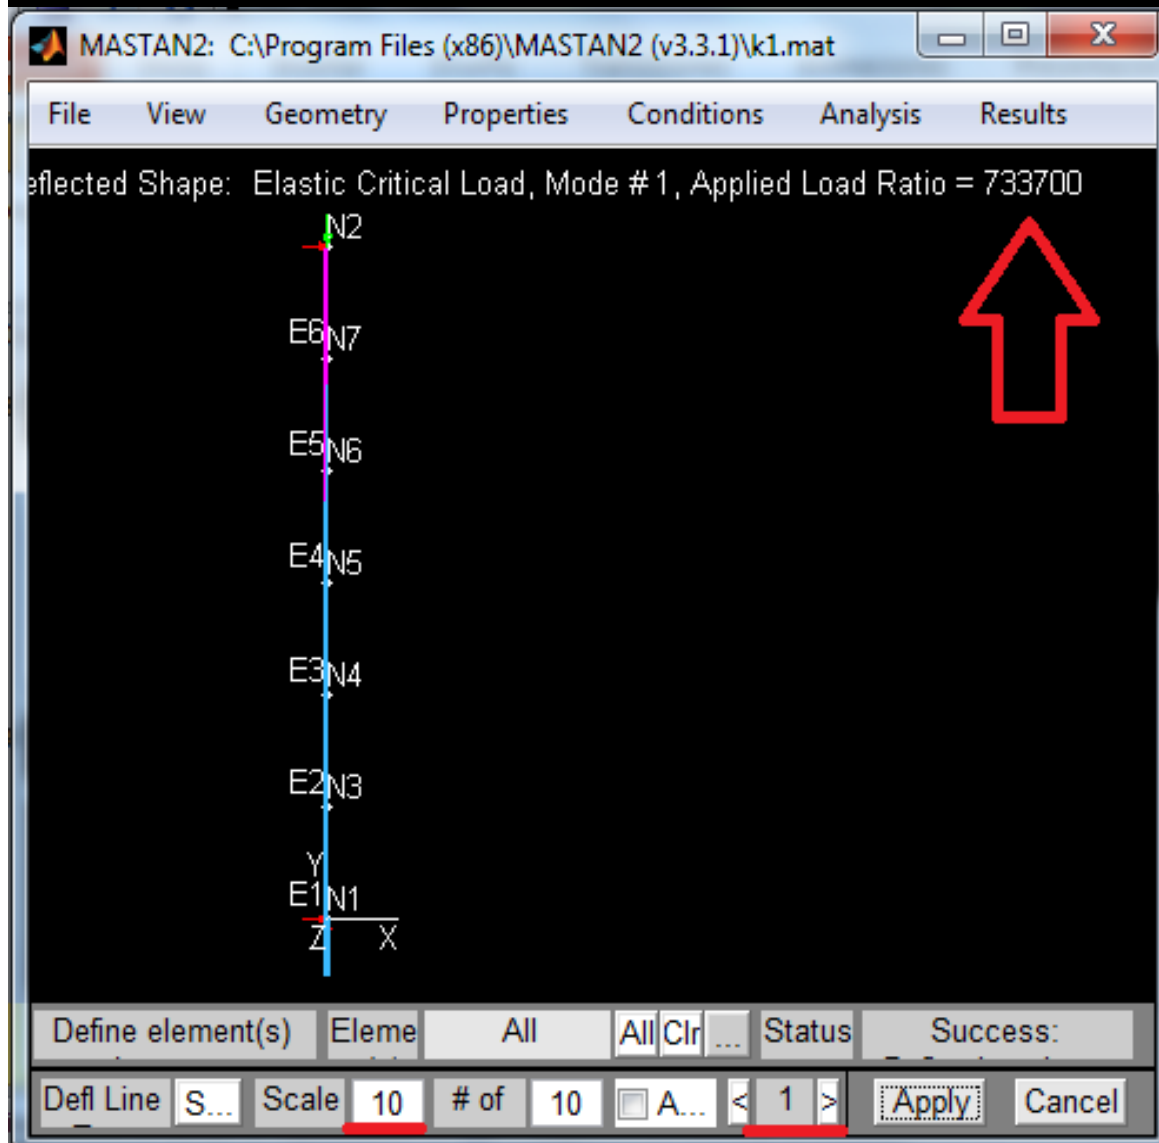 MASTAN2: C:\Program Files (x86)\MASTAN2 (v3.3.1)\k1.mat
File View Geometry Properties Conditions Analysis Results
eflected Shape: Elastic Critical Load, Mode # 1, Applied Load Ratio = 733700
N2
E6 N7
E5 N6
E4 N5
E3 N4
E2 N3
Y
E1 N1
Z X
Define element(s) Eleme All All Clr ... Status Success:
Defl Line S... Scale 10 # of 10 A... < 1 > Apply Cancel